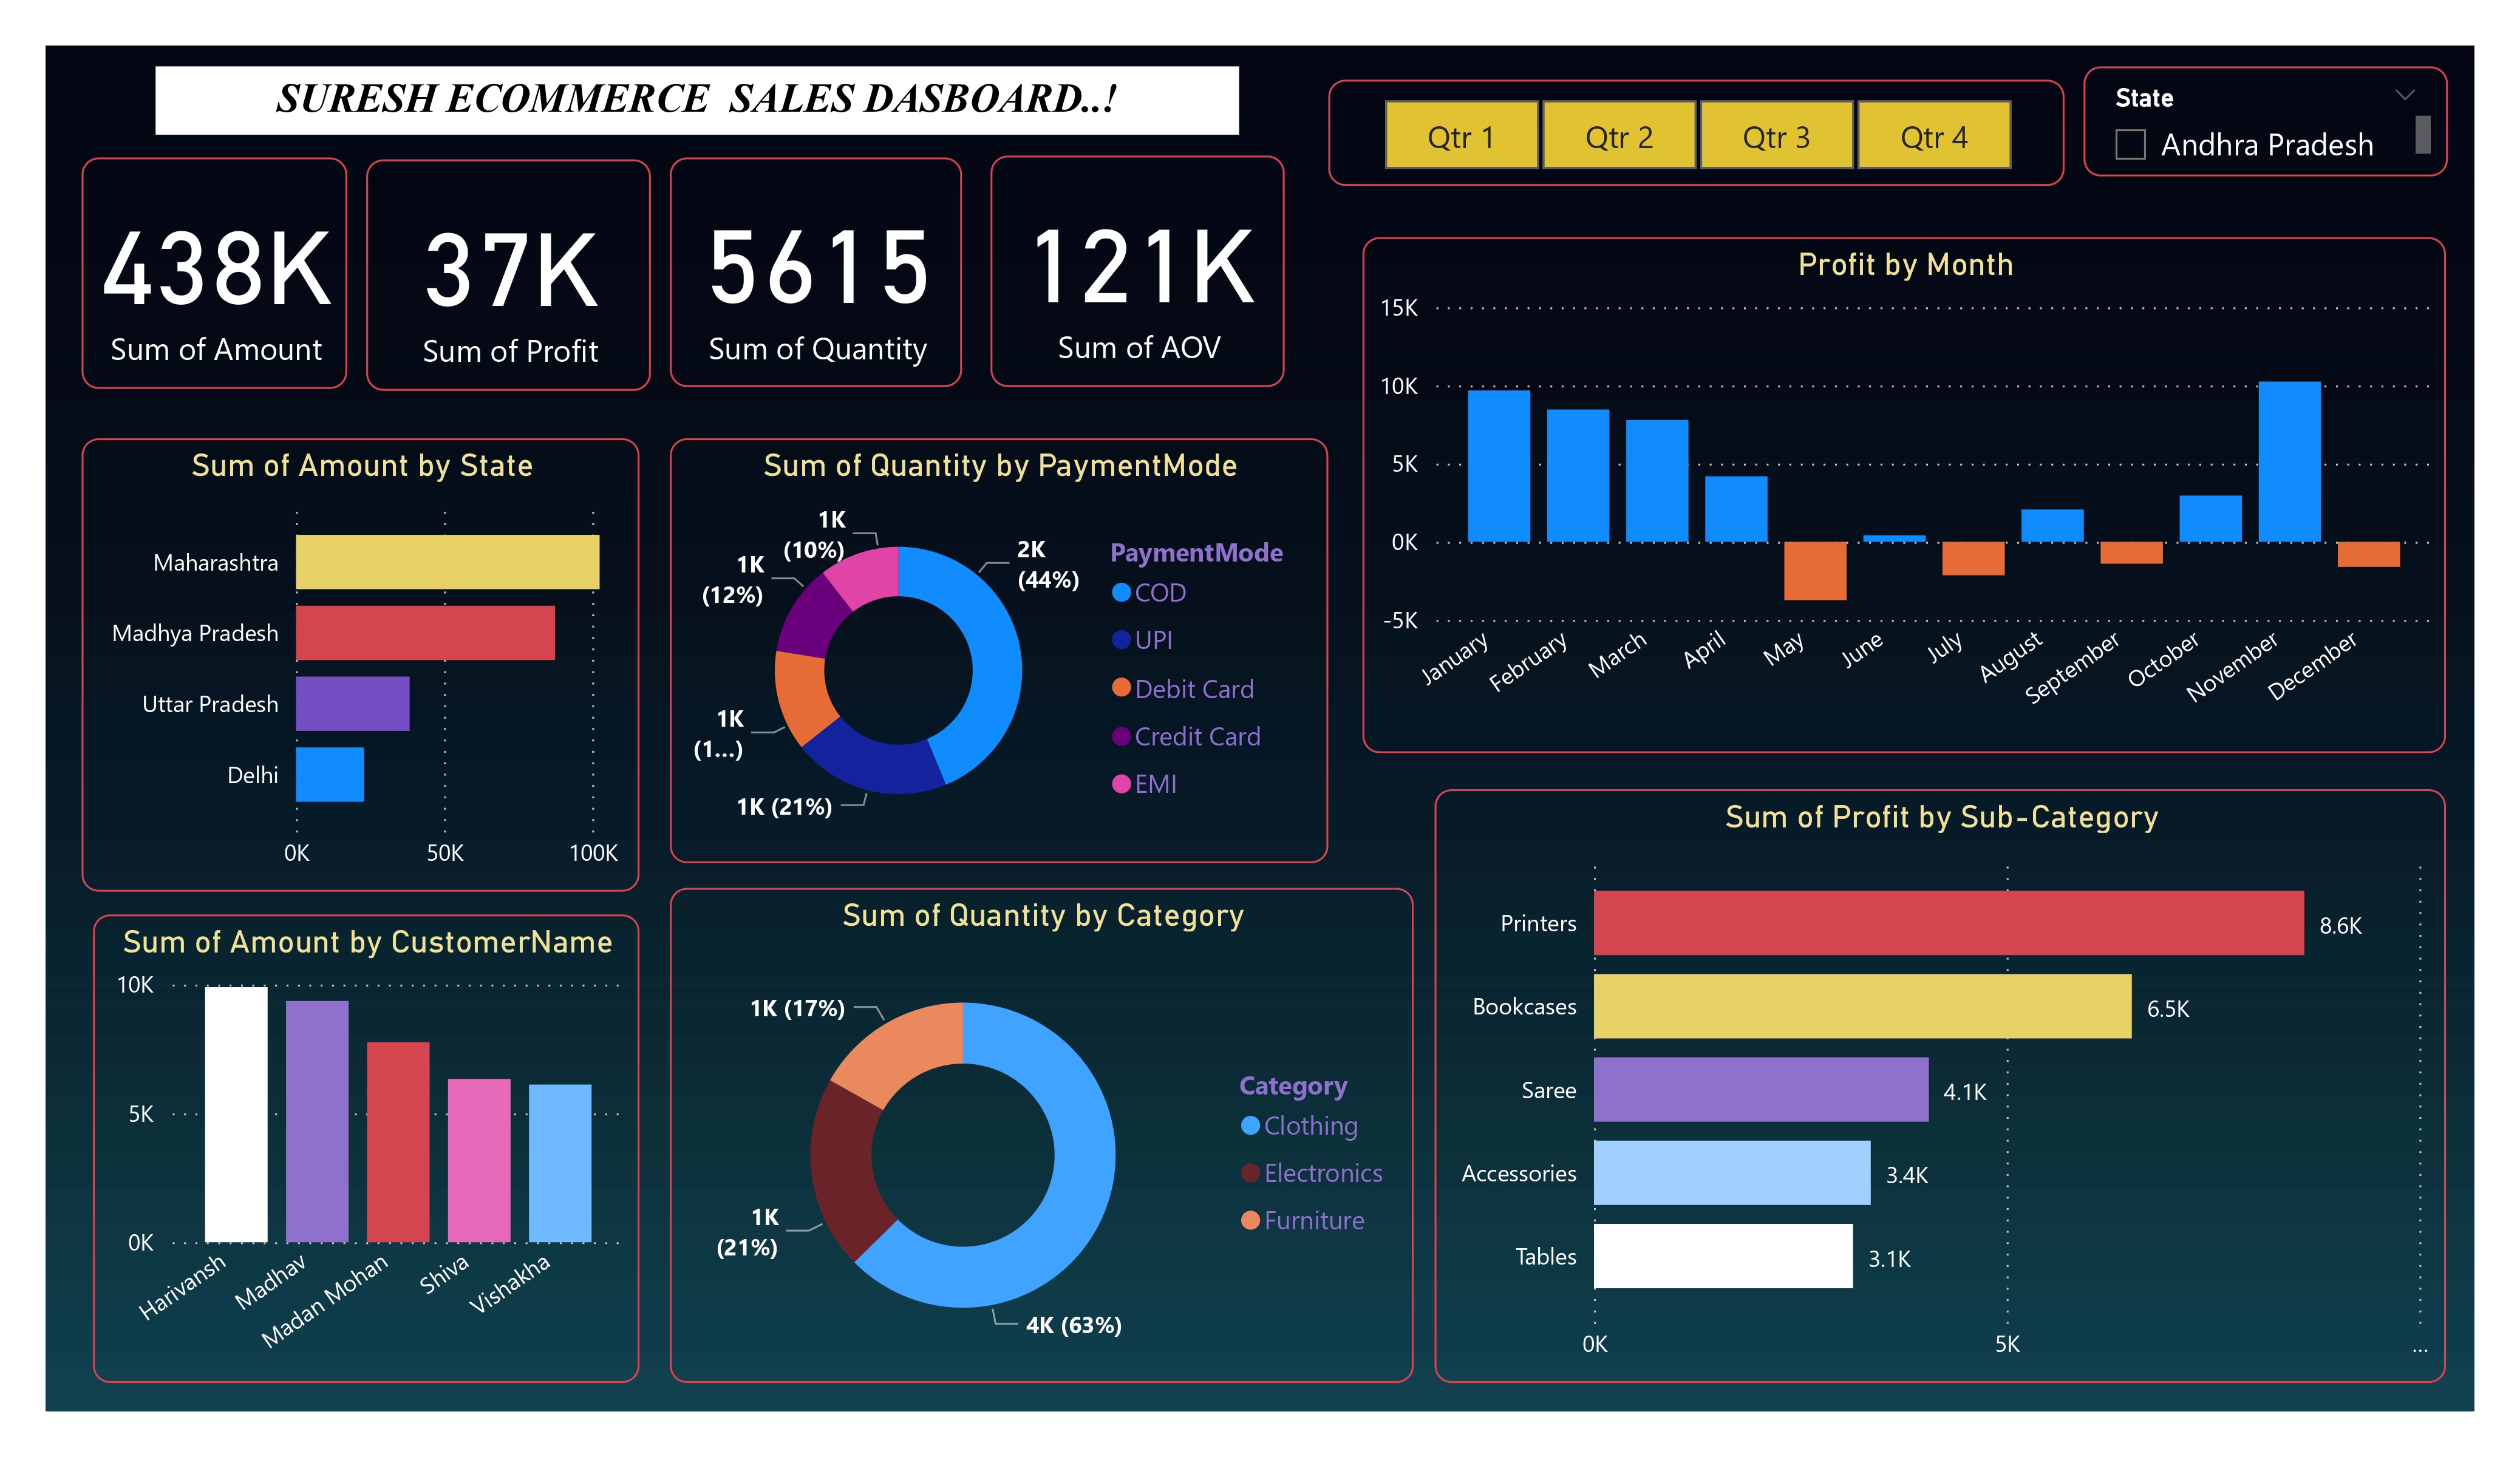 SURESH ECOMMERCE  SALES DASBOARD..!
Qtr 1
Qtr 2
Qtr 3
Qtr 4
State
Andhra Pradesh
438K
Sum of Amount
37K
Sum of Profit
5615
Sum of Quantity
121K
Sum of AOV
Profit by Month
15K
10K
5K
0K
-5K
January
February
March
April
May
June
July
August
September
October
November
December
Sum of Amount by State
Maharashtra
Madhya Pradesh
Uttar Pradesh
Delhi
0K
50K
100K
Sum of Quantity by PaymentMode
1K
(10%)
1K
(12%)
2K
(44%)
1K
(1...)
1K (21%)
PaymentMode
COD
UPI
Debit Card
Credit Card
EMI
Sum of Profit by Sub-Category
Printers
8.6K
Bookcases
6.5K
Saree
4.1K
Accessories
3.4K
Tables
3.1K
0K
5K
...
Sum of Amount by CustomerName
10K
5K
0K
Harivansh
Madhav
Madan Mohan
Shiva
Vishakha
Sum of Quantity by Category
1K (17%)
1K
(21%)
4K (63%)
Category
Clothing
Electronics
Furniture